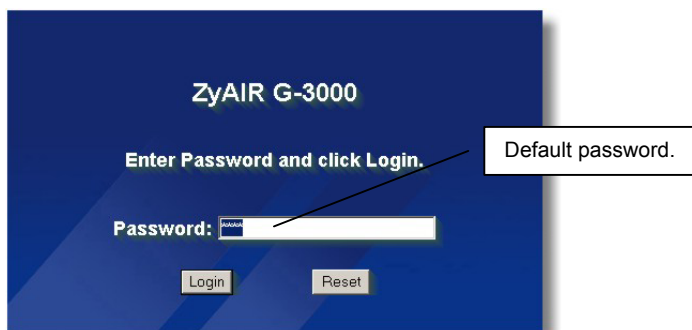 ZyAIR G-3000
Enter Password and click Login.
Default password.
Password: ****
Login Reset